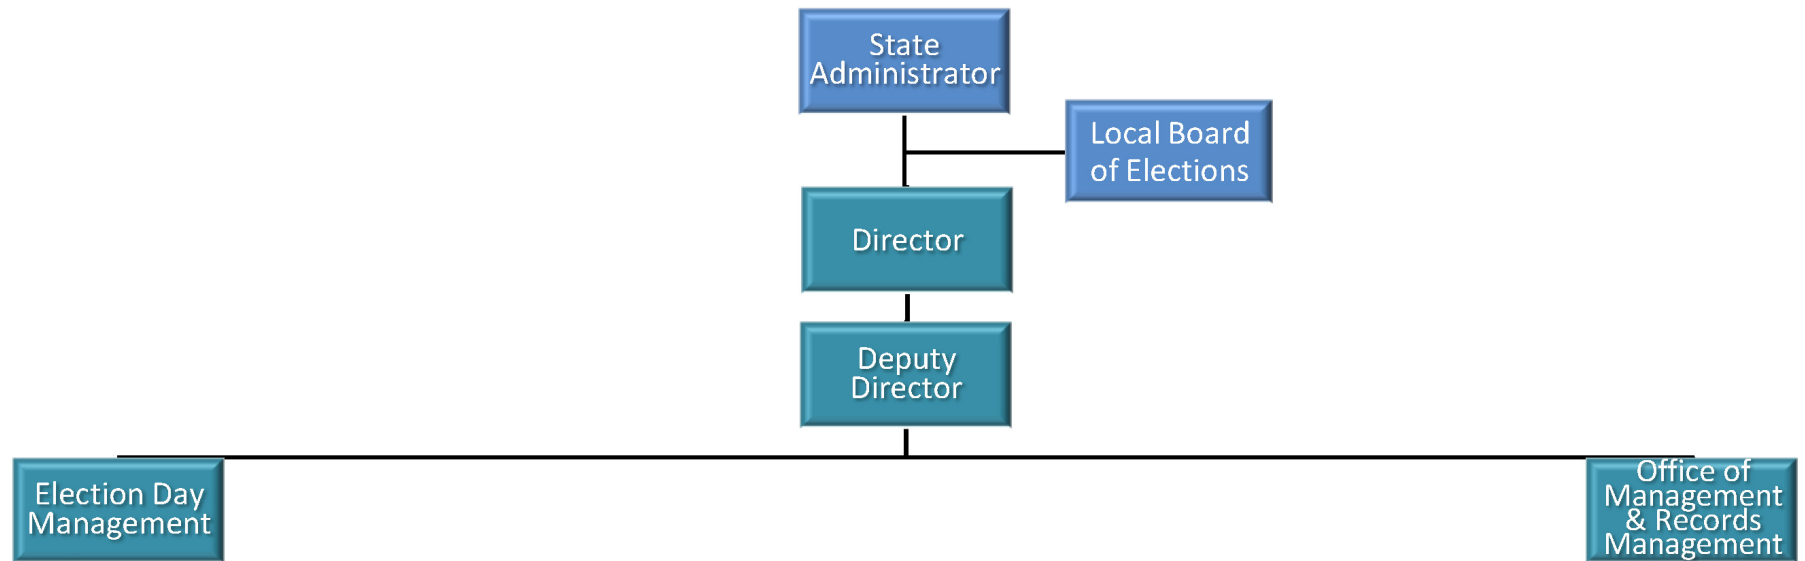 State
Administrator
Local Board
of Elections
Director
Deputy
Director
Election Day
Management
Office of
Management
& Records
Management